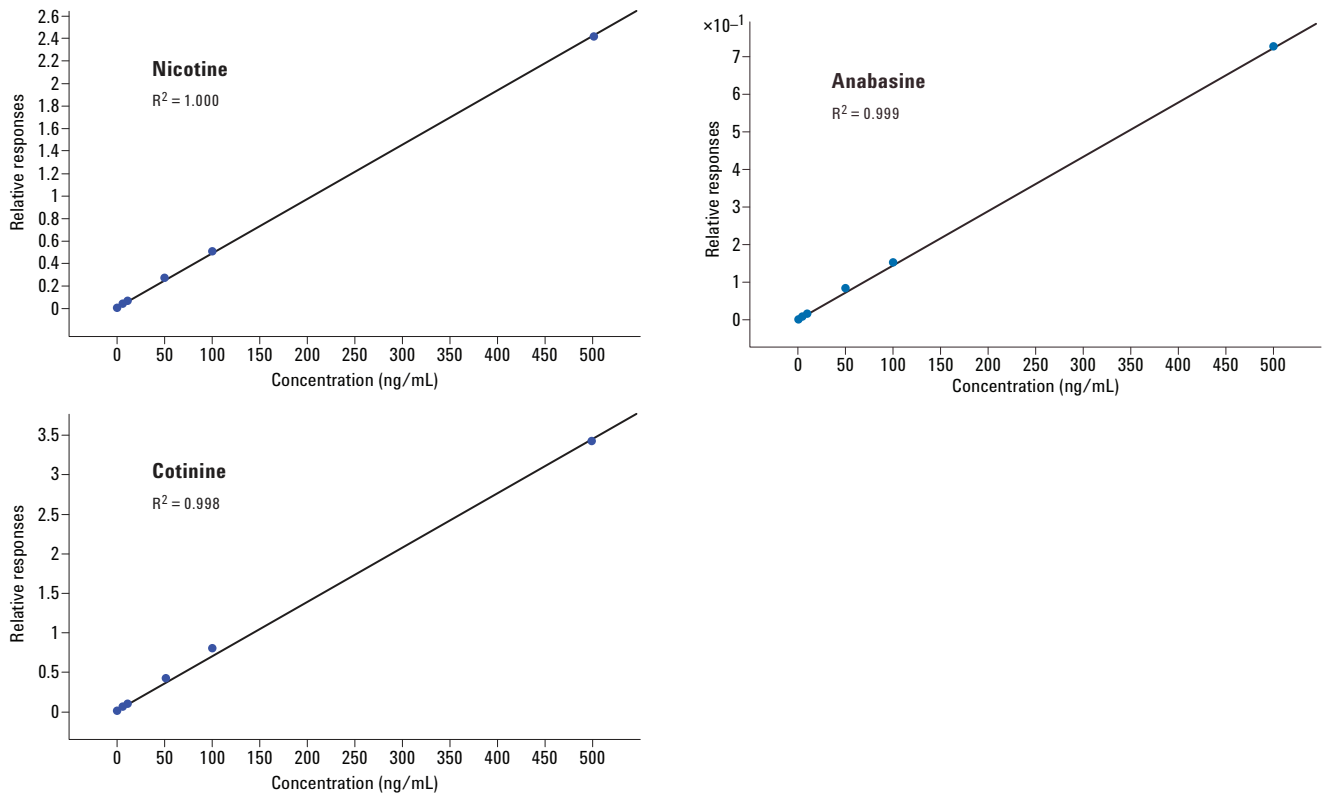 Nicotine
R2 = 1.000
Relative responses
2.6
2.4
2.2
2
1.8
1.6
1.4
1.2
1
0.8
0.6
0.4
0.2
0
0 50 100 150 200 250 300 350 400 450 500
Concentration (ng/mL)
×10–1
Anabasine
R2 = 0.999
Relative responses
7
6
5
4
3
2
1
0
0 50 100 150 200 250 300 350 400 450 500
Concentration (ng/mL)
Cotinine
R2 = 0.998
Relative responses
3.5
3
2.5
2
1.5
1
0.5
0
0 50 100 150 200 250 300 350 400 450 500
Concentration (ng/mL)